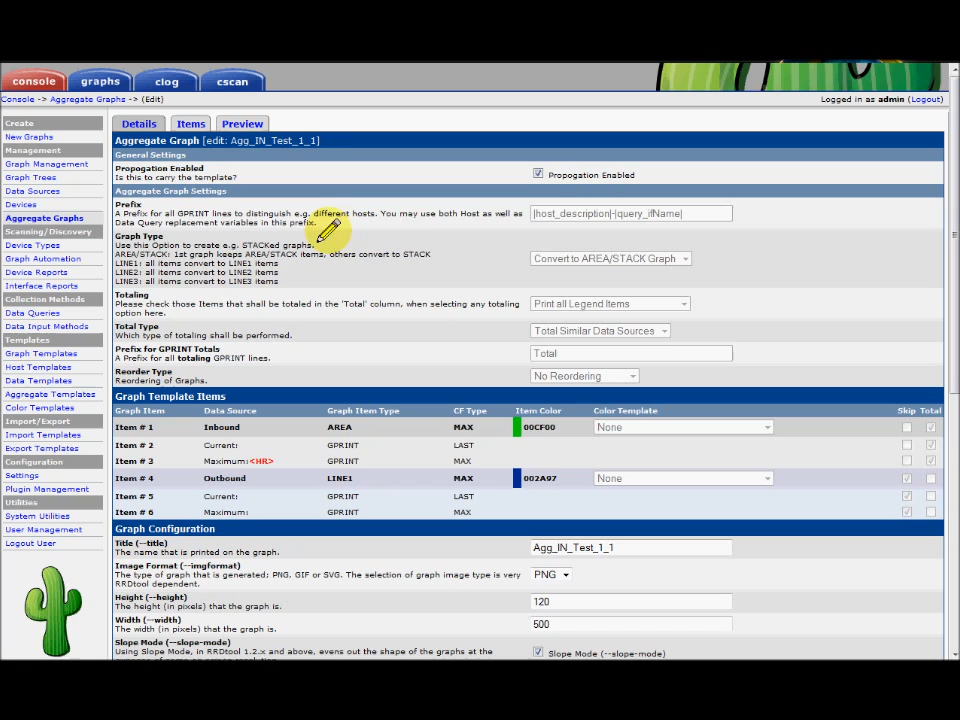 console graphs clog cscan
Console -> Aggregate Graphs -> (Edit) Logged in as admin (Logout)
Create
New Graphs
Management
Graph Management
Graph Trees
Data Sources
Devices
Aggregate Graphs
Scanning/Discovery
Device Types
Graph Automation
Device Reports
Interface Reports
Collection Methods
Data Queries
Data Input Methods
Templates
Graph Templates
Host Templates
Data Templates
Aggregate Templates
Color Templates
Import/Export
Import Templates
Export Templates
Configuration
Settings
Plugin Management
Utilities
System Utilities
User Management
Logout User
Details Items Preview
Aggregate Graph [edit: Agg_IN_Test_1_1]
General Settings
Propogation Enabled
Is this to carry the template? Propogation Enabled
Aggregate Graph Settings
Prefix
A Prefix for all GPRINT lines to distinguish e.g. different hosts. You may use both Host as well as
Data Query replacement variables in this prefix.
|host_description|-|query_ifName|
Graph Type
Use this Option to create e.g. STACKed graphs.
AREA/STACK: 1st graph keeps AREA/STACK items, others convert to STACK
LINE1: all items convert to LINE1 items
LINE2: all items convert to LINE2 items
LINE3: all items convert to LINE3 items
Convert to AREA/STACK Graph
Totaling
Please check those Items that shall be totaled in the 'Total' column, when selecting any totaling
option here.
Print all Legend Items
Total Type
Which type of totaling shall be performed.
Total Similar Data Sources
Prefix for GPRINT Totals
A Prefix for all totaling GPRINT lines.
Total
Reorder Type
Reordering of Graphs.
No Reordering
Graph Template Items
Graph Item Data Source Graph Item Type CF Type Item Color Color Template Skip Total
Item # 1 Inbound AREA MAX 00CF00 None
Item # 2 Current: GPRINT LAST
Item # 3 Maximum:<HR> GPRINT MAX
Item # 4 Outbound LINE1 MAX 002A97 None
Item # 5 Current: GPRINT LAST
Item # 6 Maximum: GPRINT MAX
Graph Configuration
Title (--title)
The name that is printed on the graph.
Agg_IN_Test_1_1
Image Format (--imgformat)
The type of graph that is generated; PNG, GIF or SVG. The selection of graph image type is very
RRDtool dependent.
PNG
Height (--height)
The height (in pixels) that the graph is.
120
Width (--width)
The width (in pixels) that the graph is.
500
Slope Mode (--slope-mode)
Using Slope Mode, in RRDtool 1.2.x and above, evens out the shape of the graphs at the
Slope Mode (--slope-mode)